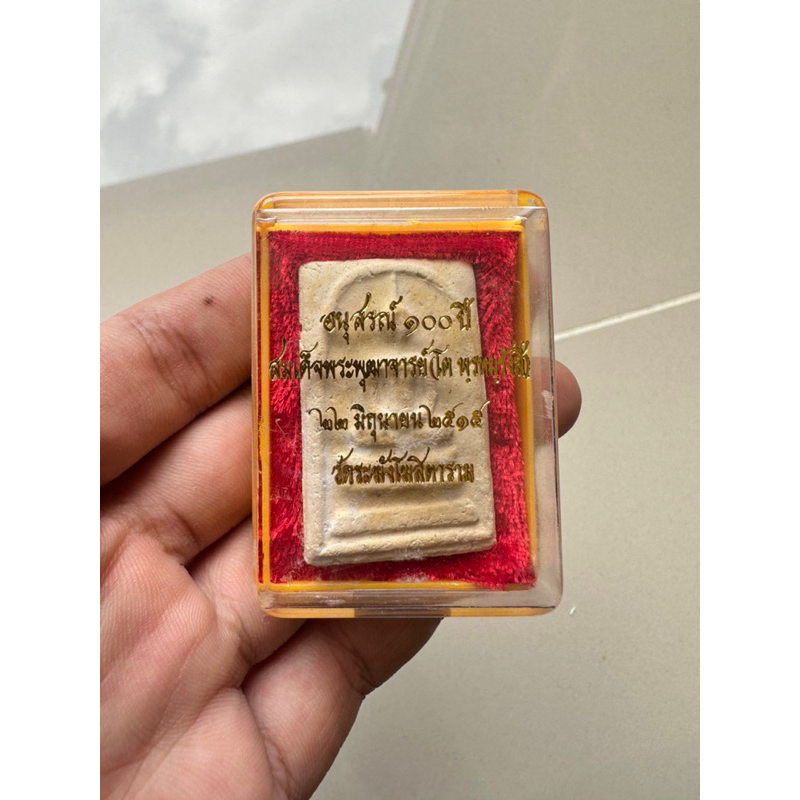 อนุสรณ์ ๑๐๐ ปี
สมเด็จพระพุฒาจารย์(โต พฺรหฺมรํสี)
๒๒ มิถุนายน ๒๕๑๕
วัดระฆังโฆสิตาราม